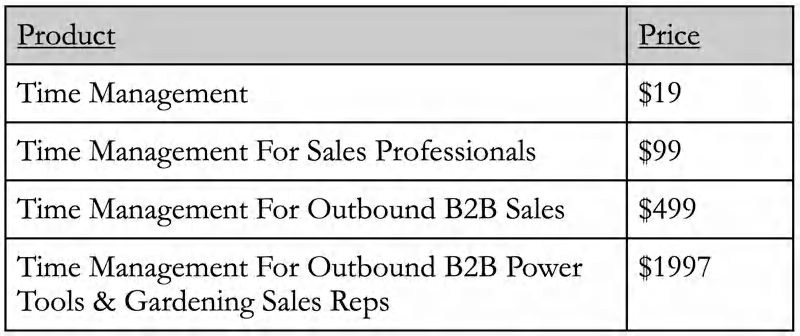 Product Price
Time Management $19
Time Management For Sales Professionals $99
Time Management For Outbound B2B Sales $499
Time Management For Outbound B2B Power $1997
Tools & Gardening Sales Reps